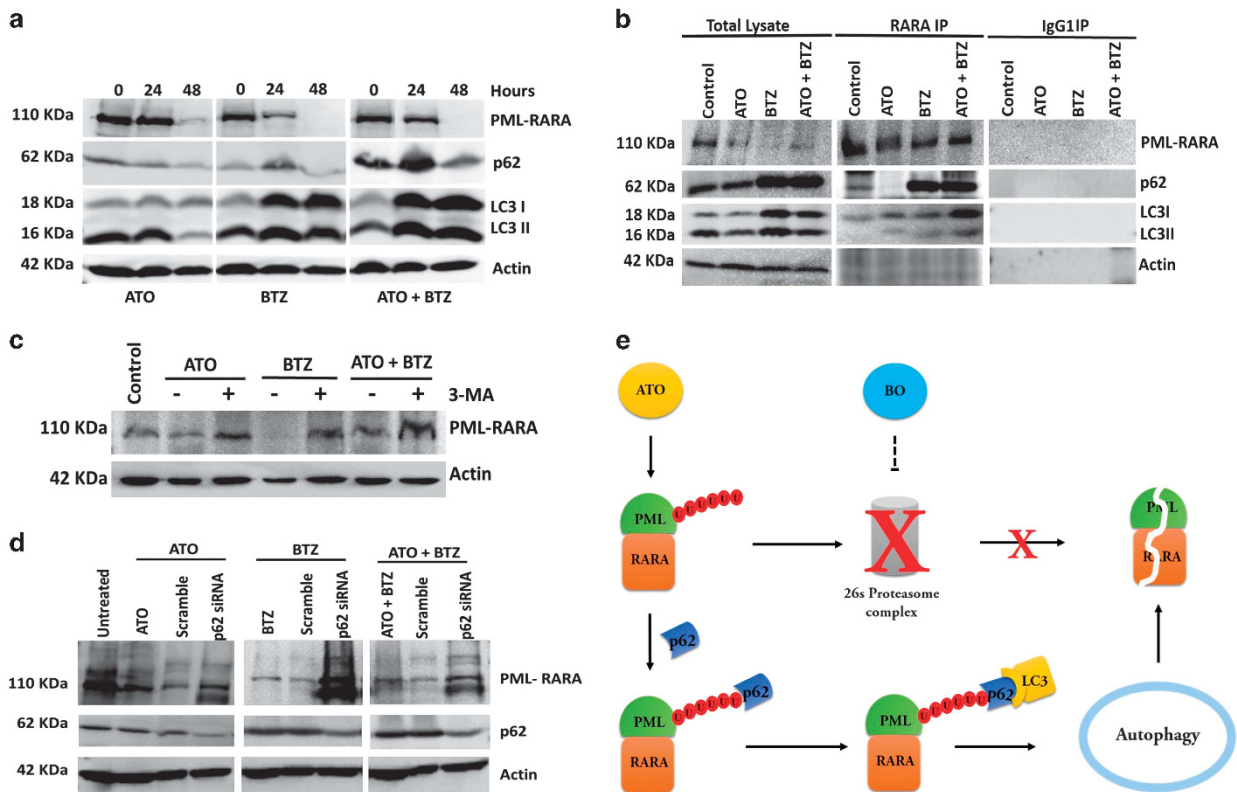 a
0 24 48 0 24 48 0 24 48 Hours
110 KDa PML-RARA
62 KDa p62
18 KDa LC3 I
16 KDa LC3 II
42 KDa Actin
ATO BTZ ATO + BTZ
b
Total Lysate RARA IP IgG1IP
Control ATO BTZ ATO + BTZ Control ATO BTZ ATO + BTZ Control ATO BTZ ATO + BTZ
110 KDa PML-RARA
62 KDa p62
18 KDa LC3I
16 KDa LC3II
42 KDa Actin
c
Control ATO BTZ ATO + BTZ
- + - + - + 3-MA
110 KDa PML-RARA
42 KDa Actin
d
ATO BTZ ATO + BTZ
Untreated ATO Scramble p62 siRNA BTZ Scramble p62 siRNA ATO + BTZ Scramble p62 siRNA
110 KDa PML- RARA
62 KDa p62
42 KDa Actin
e
ATO BO
PML U U U U U U
RARA
X
26s Proteasome
complex
X
PML
RARA
p62
PML U U U U U U p62
RARA
PML U U U U U U p62 LC3
RARA
Autophagy